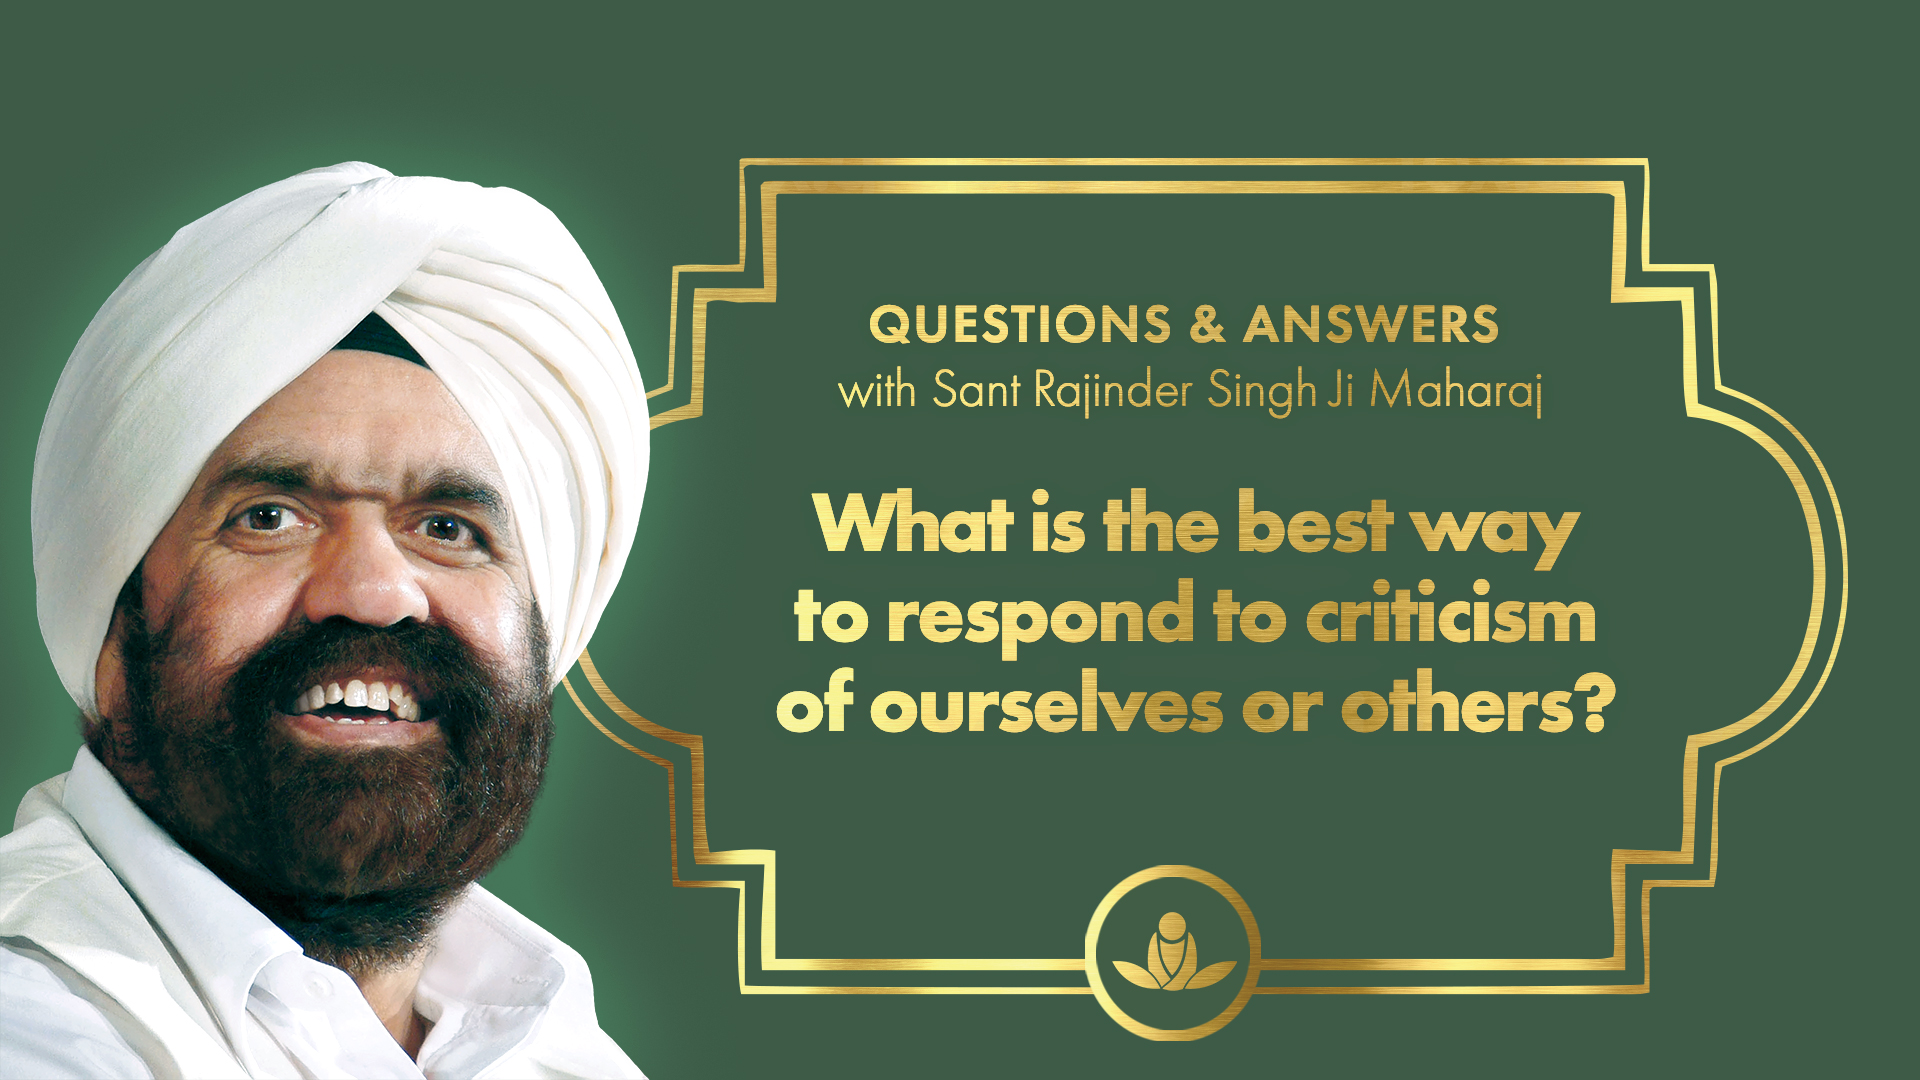 QUESTIONS & ANSWERS
with Sant Rajinder Singh Ji Maharaj
What is the best way
to respond to criticism
of ourselves or others?